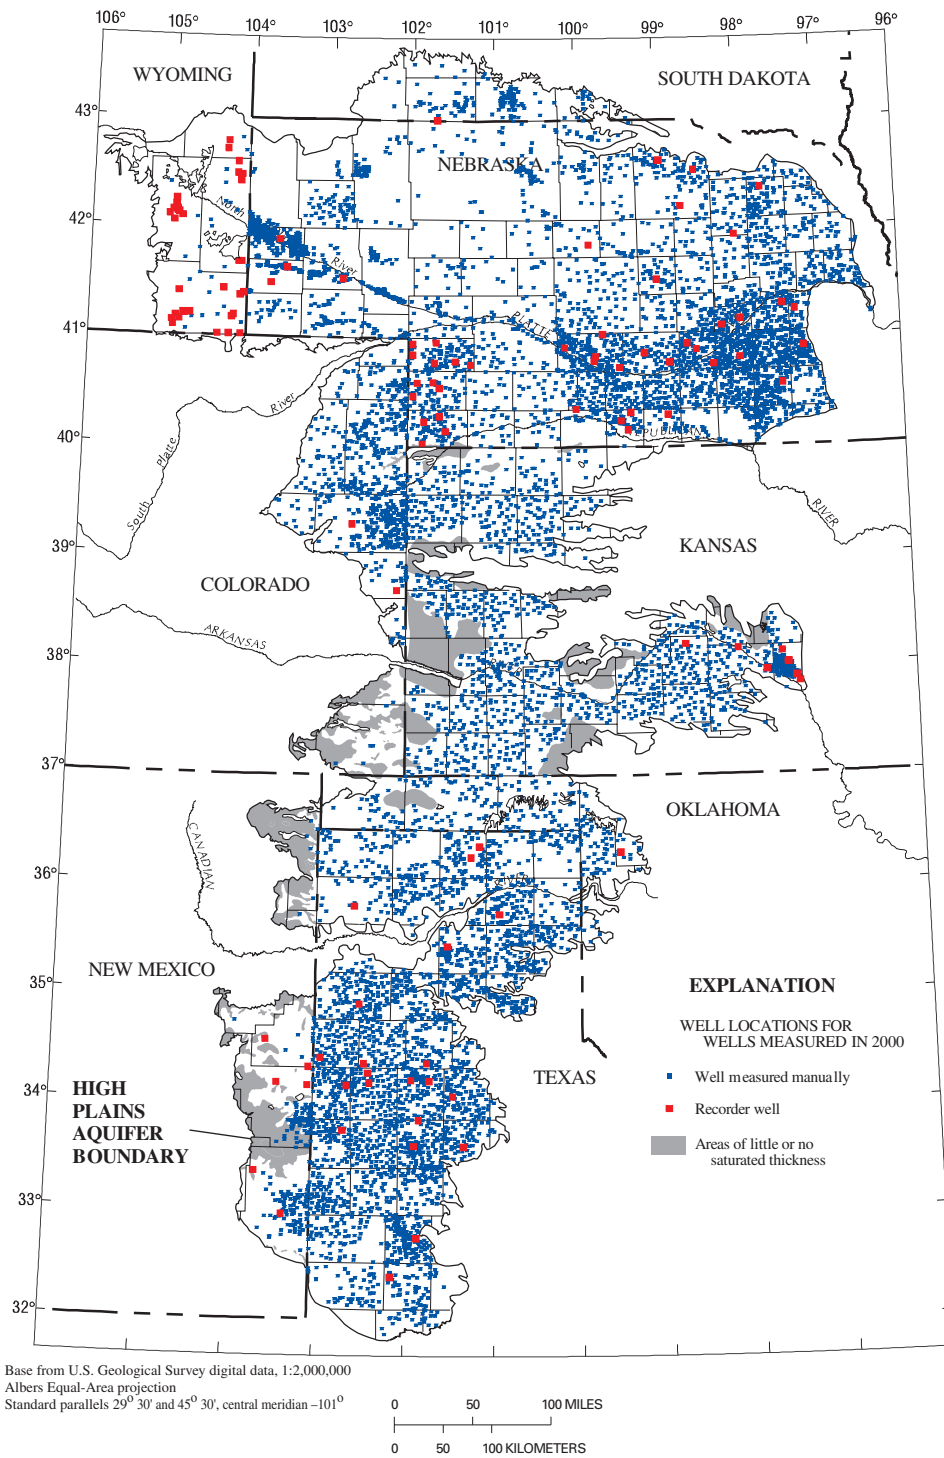 106° 105° 104° 103° 102° 101° 100° 99° 98° 97° 96°
WYOMING
SOUTH DAKOTA
43°
NEBRASKA
North
42°
River
PLATTE
41°
River
40°
South Platte
RIVER
39°
KANSAS
COLORADO
ARKANSAS
38°
37°
OKLAHOMA
CANADIAN
36°
RIVER
NEW MEXICO
35°
EXPLANATION
WELL LOCATIONS FOR
WELLS MEASURED IN 2000
TEXAS
Well measured manually
34°
HIGH
PLAINS
AQUIFER
BOUNDARY
Recorder well
Areas of little or no
saturated thickness
33°
32°
Base from U.S. Geological Survey digital data, 1:2,000,000
Albers Equal-Area projection
Standard parallels 29° 30' and 45° 30', central meridian –101°
0 50 100 MILES
0 50 100 KILOMETERS